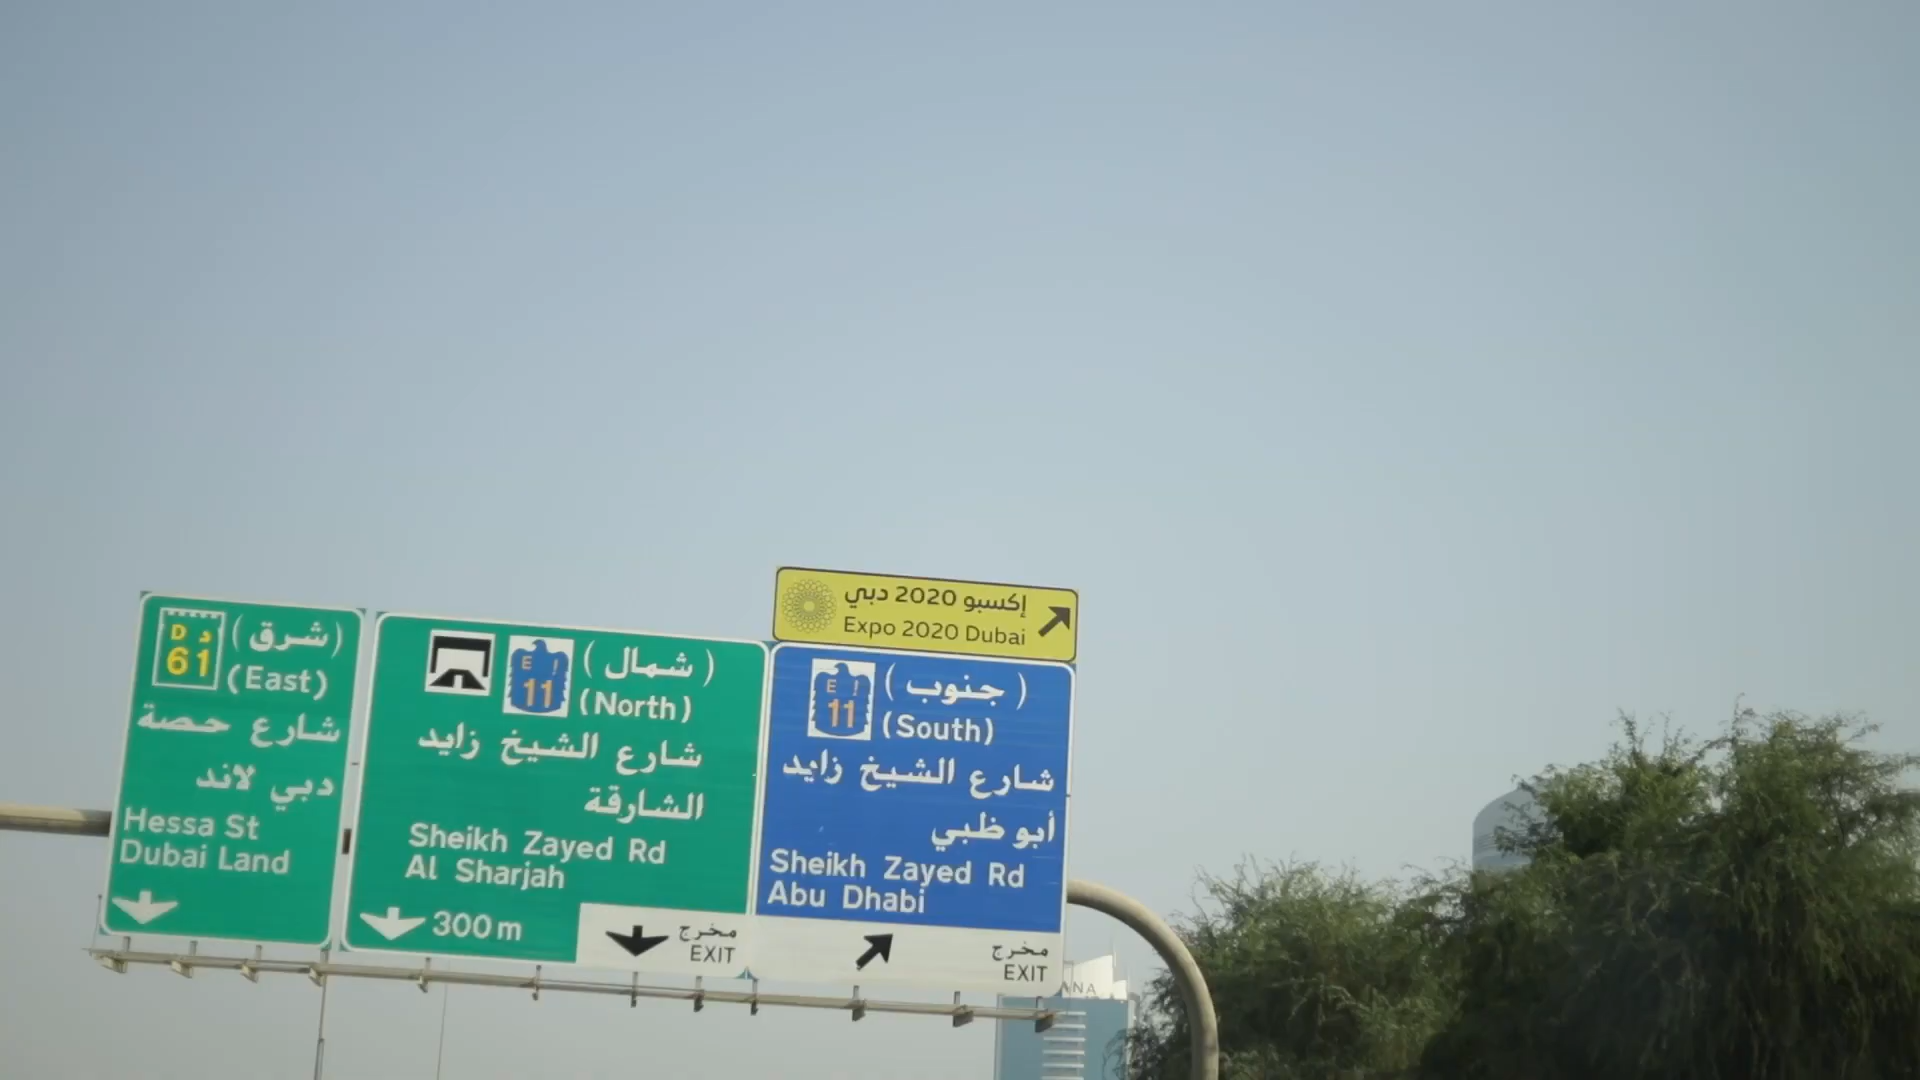 D د
61
(شرق)
(East)
شارع حصة
دبي لاند
Hessa St
Dubai Land
E إ
11
(شمال)
(North)
شارع الشيخ زايد
الشارقة
Sheikh Zayed Rd
Al Sharjah
300 m
مخرج
EXIT
إكسبو 2020 دبي
Expo 2020 Dubai
E إ
11
(جنوب)
(South)
شارع الشيخ زايد
أبو ظبي
Sheikh Zayed Rd
Abu Dhabi
مخرج
EXIT